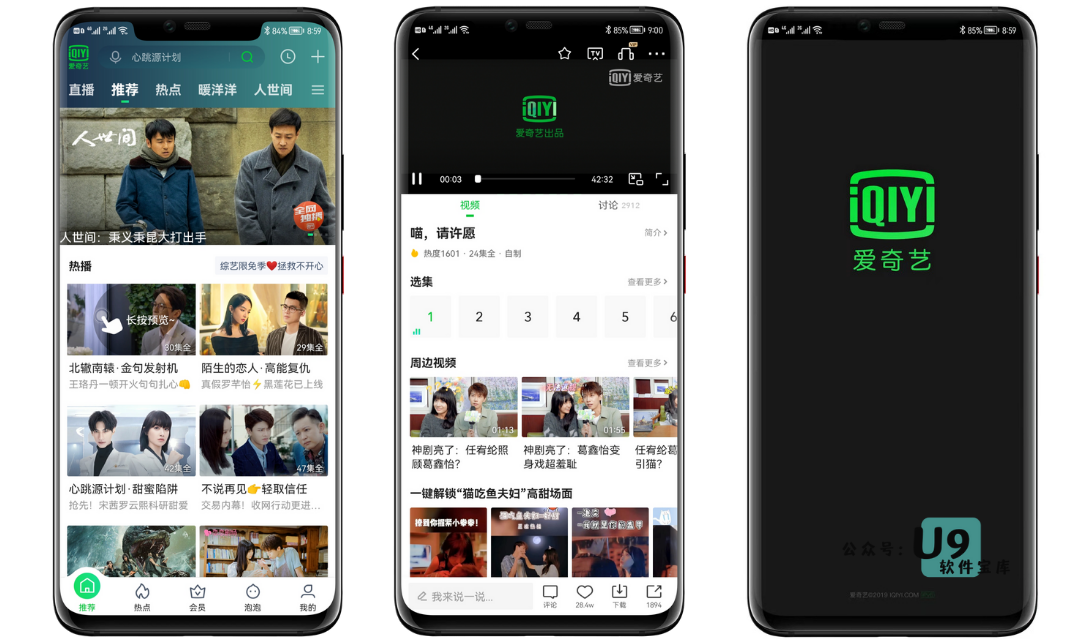 84% 8:59
iQIYI
爱奇艺
心跳源计划
直播 推荐 热点 暖洋洋 人世间
人世间
全网
独播
人世间：秉义秉昆大打出手
热播
综艺限免季❤️拯救不开心
长按预览~
30集全
29集全
北辙南辕·金句发射机
陌生的恋人·高能复仇
王珞丹一顿开火句句扎心👊
真假罗芊怡⚡黑莲花已上线
42集全
47集全
心跳源计划·甜蜜陷阱
不说再见👉轻取信任
抢先！宋茜罗云熙科研甜爱
交易内幕！收网行动更进…
推荐 热点 会员 泡泡 我的
85% 9:00
TV
VIP
iQIYI 爱奇艺
iQIYI
爱奇艺出品
00:03
42:32
视频
讨论 2912
喵，请许愿
简介 >
热度1601 · 24集全 · 自制
选集
查看更多 >
1 2 3 4 5 6
周边视频
查看更多 >
01:13
01:55
神剧亮了：任宥纶照
顾葛鑫怡？
神剧亮了：葛鑫怡变
身戏超羞耻
任宥纶葛
引猫？
一键解锁“猫吃鱼夫妇”高甜场面
我来说一说...
评论
28.4w
下载
1894
85% 8:59
iQIYI
爱奇艺
公众号：
U9
软件宝库